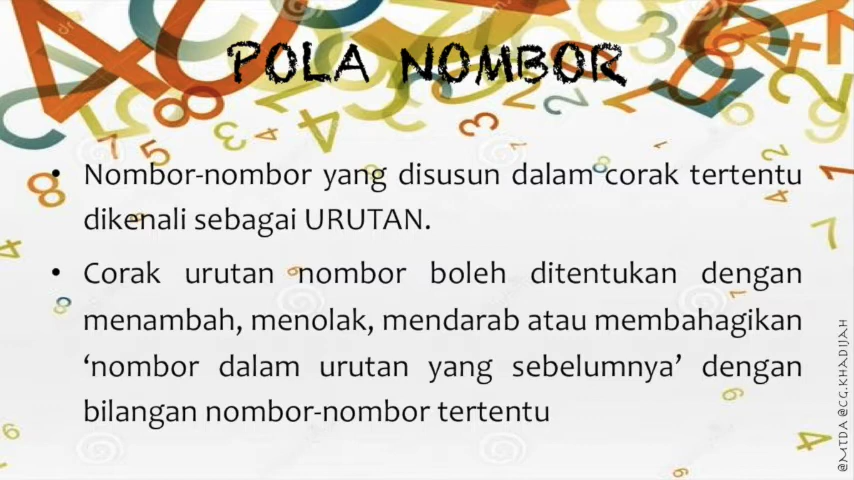 POLA NOMBOR
• Nombor-nombor yang disusun dalam corak tertentu
dikenali sebagai URUTAN.
• Corak urutan nombor boleh ditentukan dengan
menambah, menolak, mendarab atau membahagikan
‘nombor dalam urutan yang sebelumnya’ dengan
bilangan nombor-nombor tertentu
@MTDA @CG.KHADIJAH